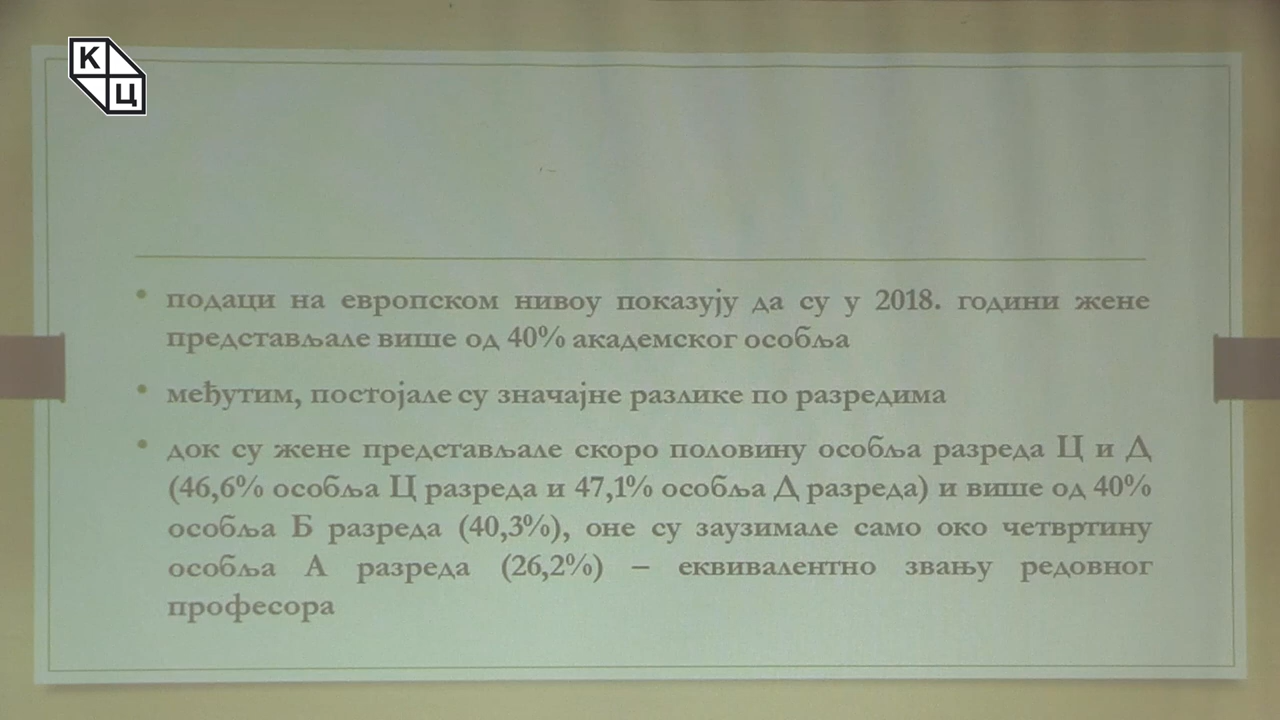 К
Ц
• подаци на европском нивоу показују да су у 2018. години жене
представљале више од 40% академског особља
• међутим, постојале су значајне разлике по разредима
• док су жене представљале скоро половину особља разреда Ц и Д
(46,6% особља Ц разреда и 47,1% особља Д разреда) и више од 40%
особља Б разреда (40,3%), оне су заузимале само око четвртину
особља А разреда (26,2%) – еквивалентно звању редовног
професора